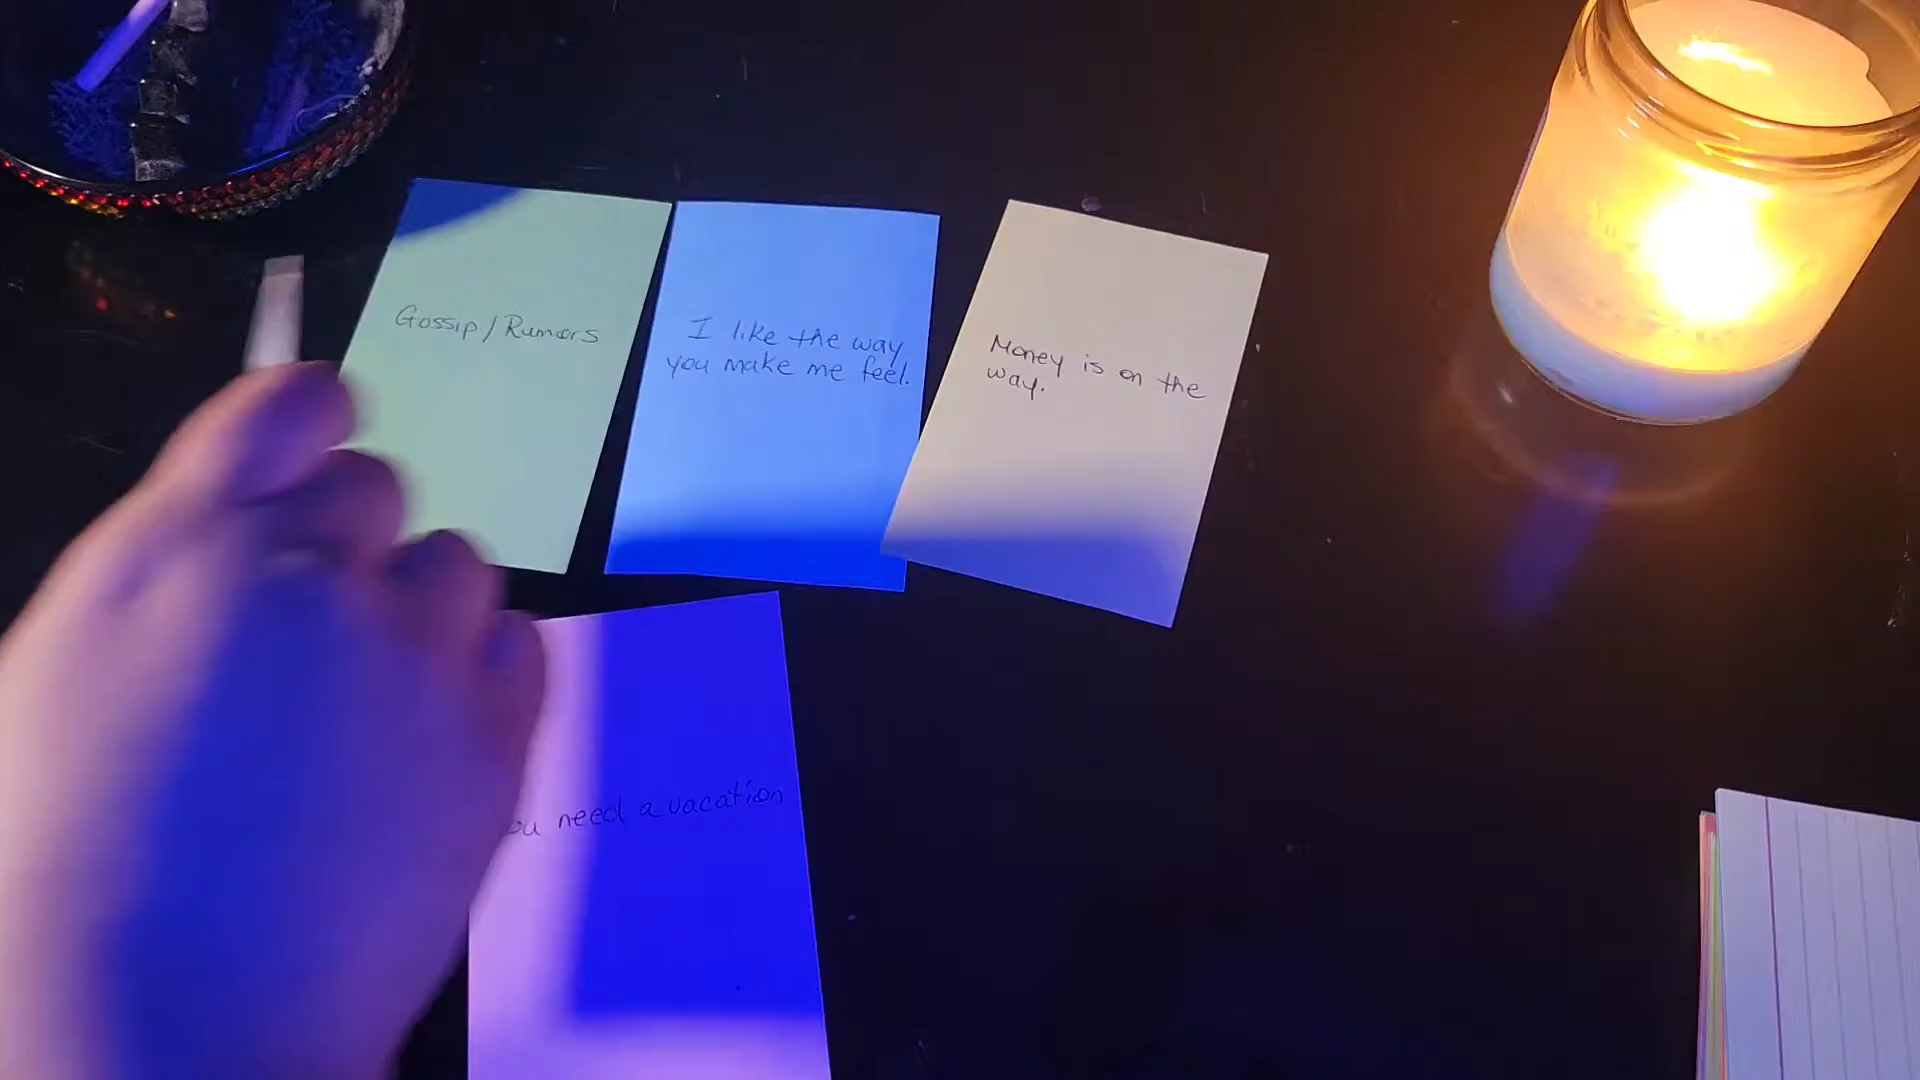 Gossip/Rumors
I like the way
you make me feel.
Money is on the
way.
need a vacation